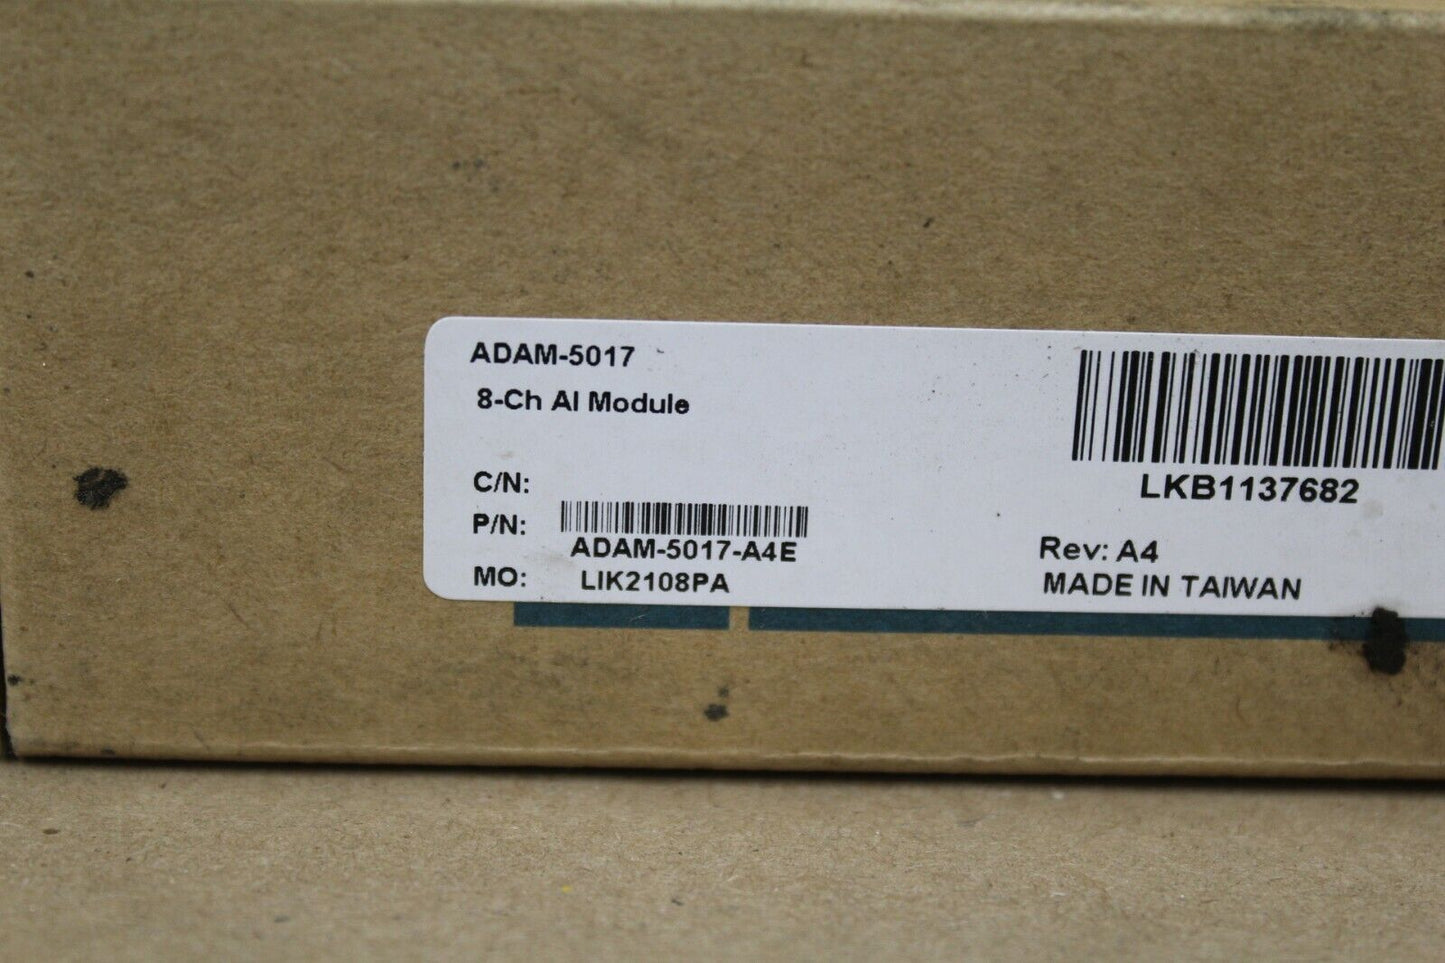 ADAM-5017
8-Ch AI Module
C/N:
P/N:
ADAM-5017-A4E
MO: LIK2108PA
LKB1137682
Rev: A4
MADE IN TAIWAN